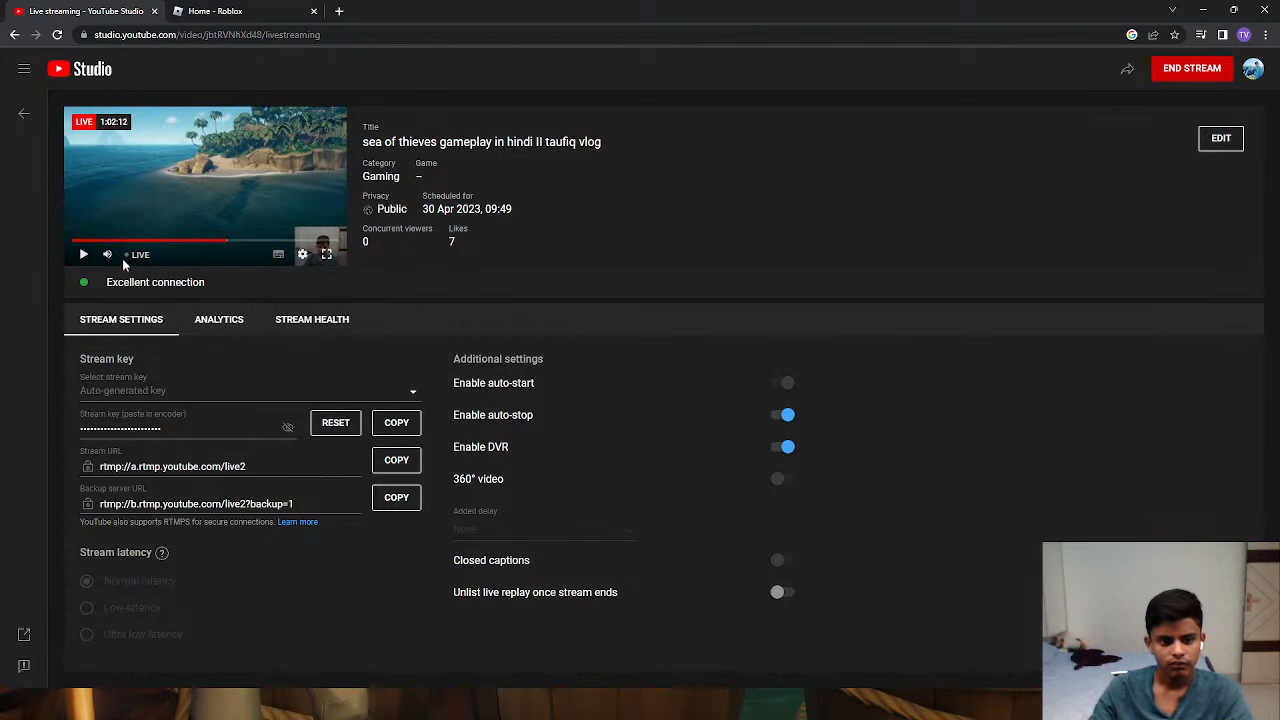 Live streaming - YouTube Studio
Home - Roblox
studio.youtube.com/video/jbtRVNhXd48/livestreaming
TV
Studio
END STREAM
LIVE 1:02:12
LIVE
Excellent connection
Title
sea of thieves gameplay in hindi II taufiq vlog
EDIT
Category
Game
Gaming
–
Privacy
Scheduled for
Public
30 Apr 2023, 09:49
Concurrent viewers
Likes
0
7
STREAM SETTINGS
ANALYTICS
STREAM HEALTH
Stream key
Select stream key
Auto-generated key
Stream key (paste in encoder)
••••••••••••••••••••••••
RESET
COPY
Stream URL
rtmp://a.rtmp.youtube.com/live2
COPY
Backup server URL
rtmp://b.rtmp.youtube.com/live2?backup=1
COPY
YouTube also supports RTMPS for secure connections. Learn more
Stream latency ?
Normal latency
Low-latency
Ultra low-latency
Additional settings
Enable auto-start
Enable auto-stop
Enable DVR
360° video
Added delay
None
Closed captions
Unlist live replay once stream ends